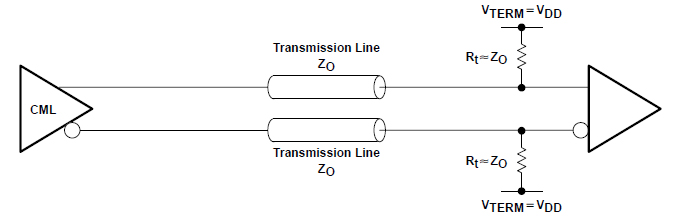 VTERM=VDD
Transmission Line
ZO
Rt≈ZO
CML
Transmission Line
ZO
Rt≈ZO
VTERM=VDD